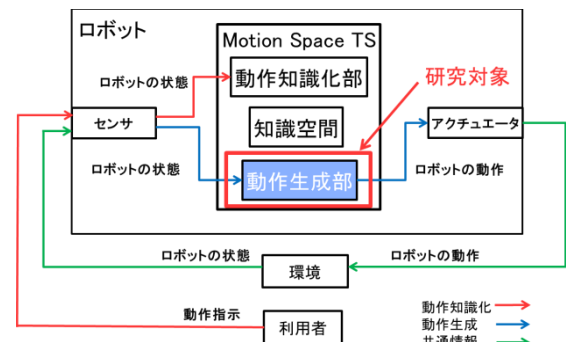 ロボット
Motion Space TS
動作知識化部
研究対象
ロボットの状態
センサ
知識空間
アクチュエータ
ロボットの状態
動作生成部
ロボットの動作
ロボットの状態
ロボットの動作
環境
動作指示
利用者
動作知識化
動作生成
共通情報